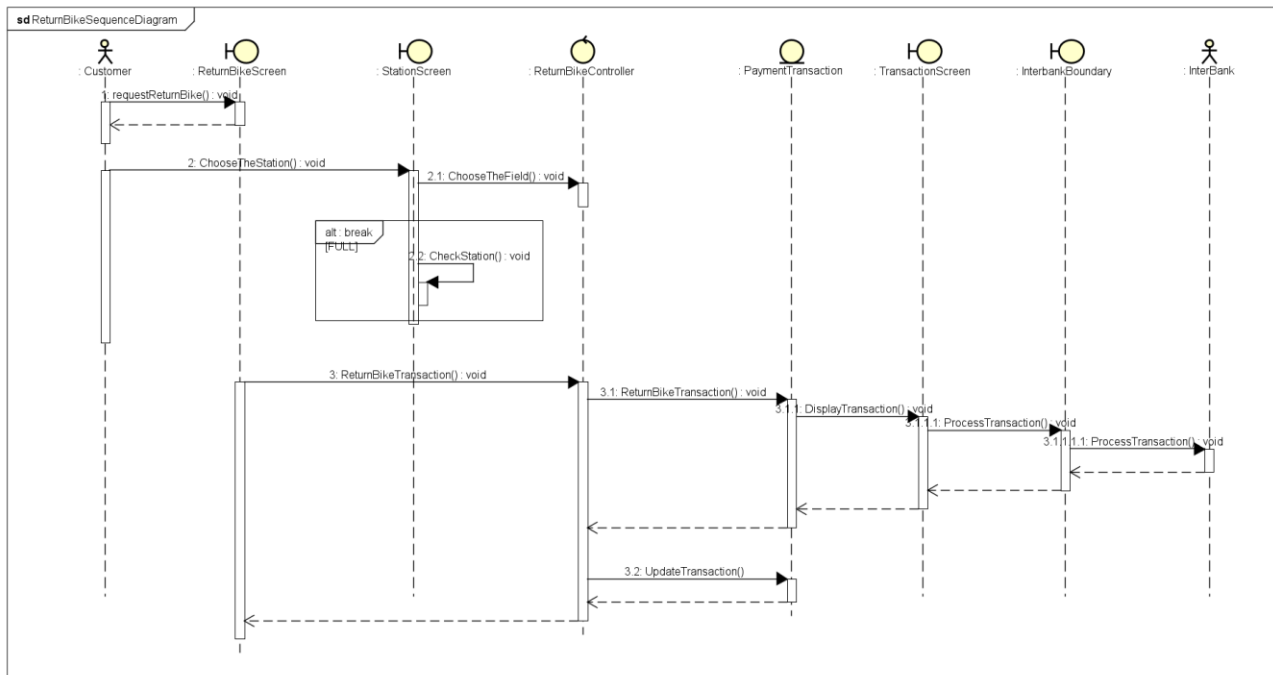 sd ReturnBikeSequenceDiagram
: Customer
: ReturnBikeScreen
: StationScreen
: ReturnBikeController
: PaymentTransaction
: TransactionScreen
: InterbankBoundary
: InterBank
1: requestReturnBike() : void
2: ChooseTheStation() : void
2.1: ChooseTheField() : void
alt : break
[FULL]
2.2: CheckStation() : void
3: ReturnBikeTransaction() : void
3.1: ReturnBikeTransaction() : void
3.1.1: DisplayTransaction() : void
3.1.1.1: ProcessTransaction() : void
3.1.1.1.1: ProcessTransaction() : void
3.2: UpdateTransaction()